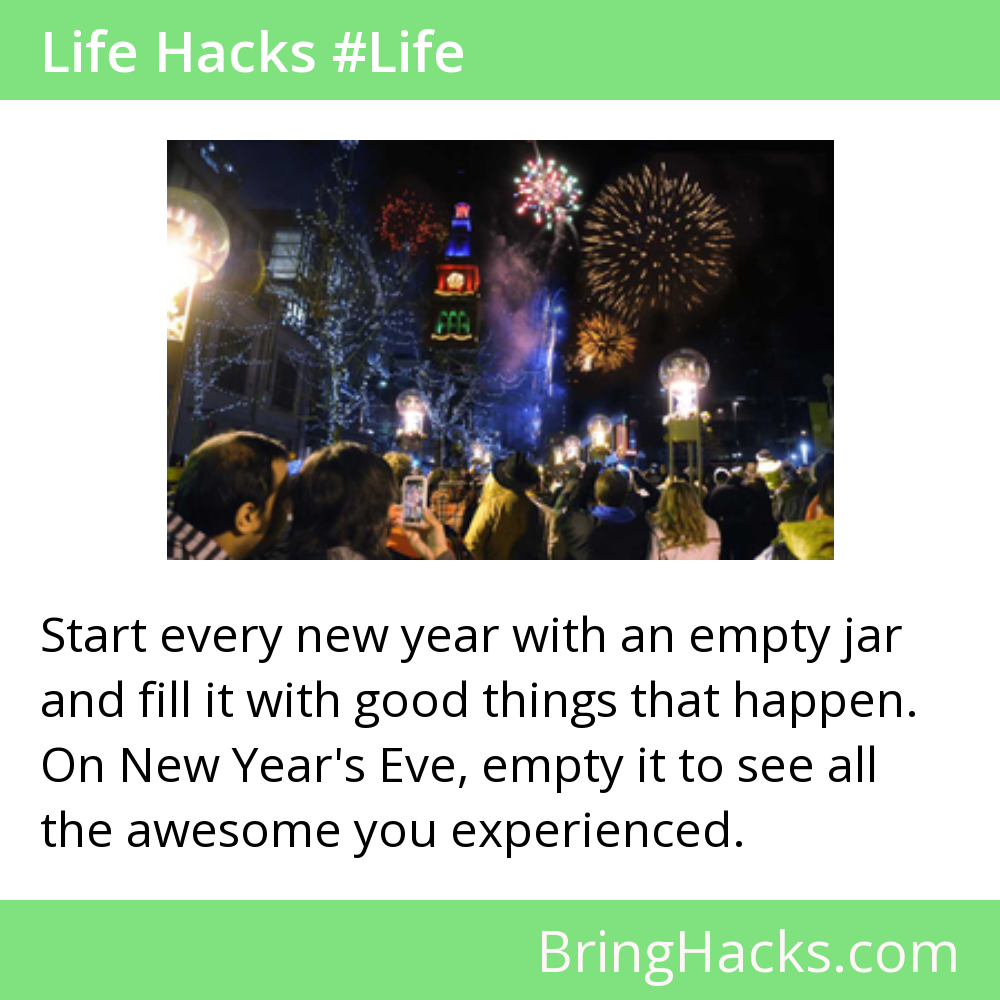 Life Hacks #Life
Start every new year with an empty jar
and fill it with good things that happen.
On New Year's Eve, empty it to see all
the awesome you experienced.
BringHacks.com